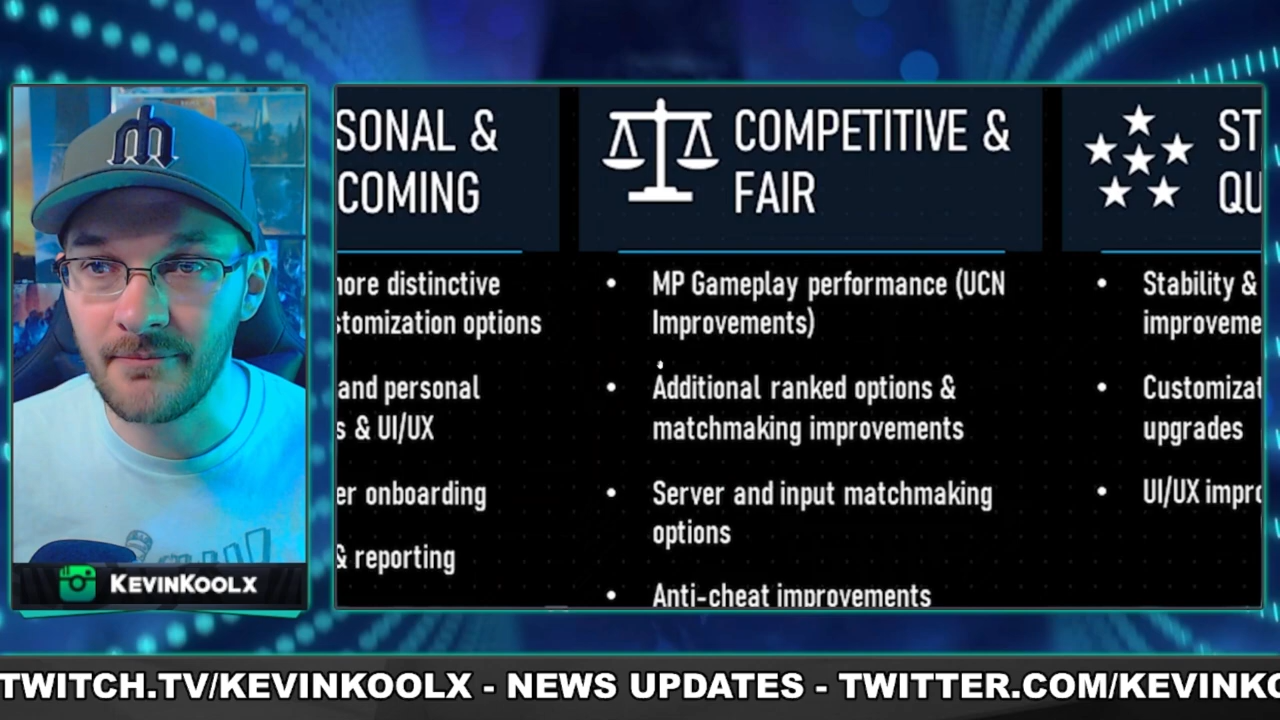 SONAL &
COMING
COMPETITIVE &
FAIR
ST
QU
more distinctive
stomization options
and personal
s & UI/UX
er onboarding
& reporting
• MP Gameplay performance (UCN
Improvements)
• Additional ranked options &
matchmaking improvements
• Server and input matchmaking
options
• Anti-cheat improvements
• Stability &
improveme
• Customizat
upgrades
• UI/UX impro
KEVINKOOLX
TWITCH.TV/KEVINKOOLX - NEWS UPDATES - TWITTER.COM/KEVINKO